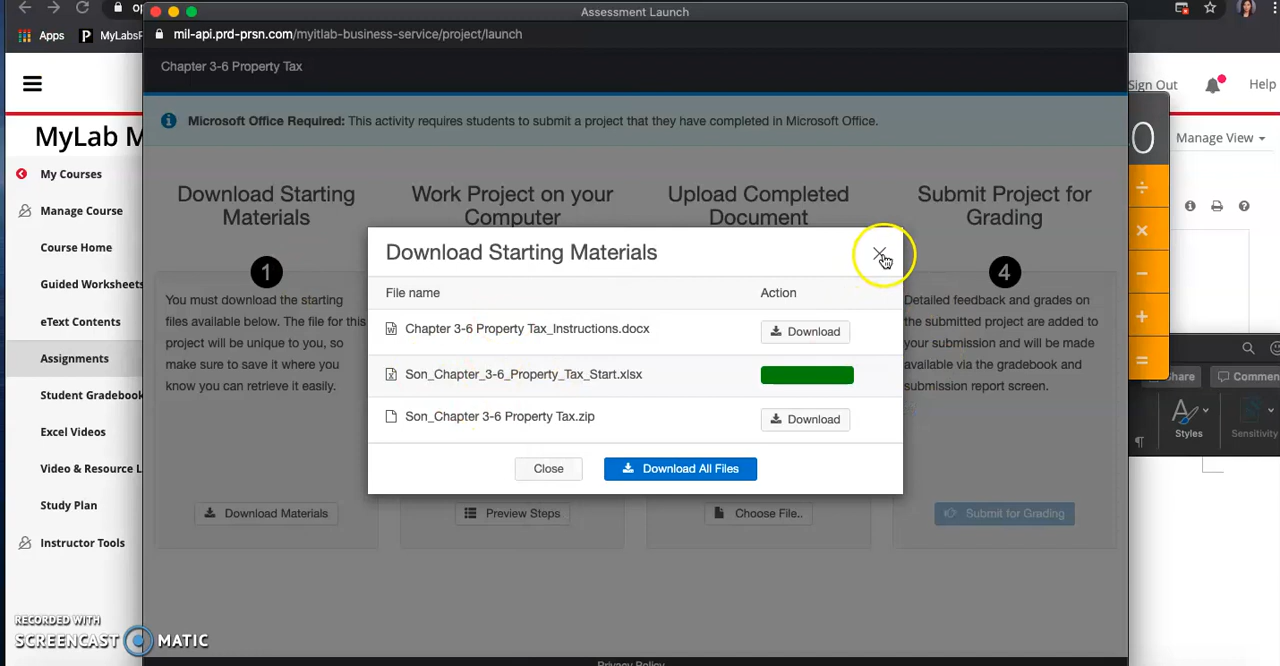 Assessment Launch
mil-api.prd-prsn.com/myitlab-business-service/project/launch
Apps
MyLabsP
Chapter 3-6 Property Tax
Sign Out
Help
Microsoft Office Required: This activity requires students to submit a project that they have completed in Microsoft Office.
MyLab M
0
Manage View
My Courses
Manage Course
Course Home
Guided Worksheets
eText Contents
Assignments
Student Gradebook
Excel Videos
Video & Resource L
Study Plan
Instructor Tools
Download Starting
Materials
1
You must download the starting
files available below. The file for this
project will be unique to you, so
make sure to save it where you
know you can retrieve it easily.
Download Materials
Work Project on your
Computer
Preview Steps
Upload Completed
Document
Choose File..
Submit Project for
Grading
4
Detailed feedback and grades on
the submitted project are added to
your submission and will be made
available via the gradebook and
submission report screen.
Submit for Grading
Download Starting Materials
File name
Action
Chapter 3-6 Property Tax_Instructions.docx
Download
Son_Chapter_3-6_Property_Tax_Start.xlsx
Son_Chapter 3-6 Property Tax.zip
Download
Close
Download All Files
÷
×
−
+
=
Share
Commen
Styles
Sensitivity
RECORDED WITH
SCREENCAST MATIC
Privacy Policy